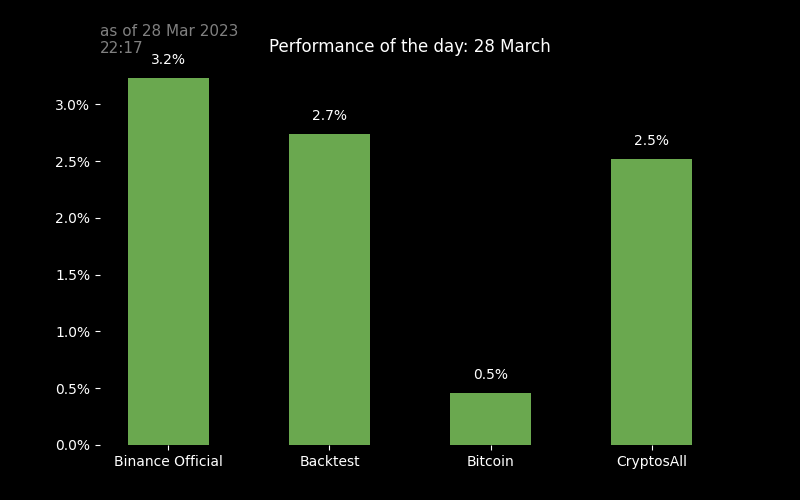 as of 28 Mar 2023
22:17
Performance of the day: 28 March
3.2%
2.7%
2.5%
0.5%
3.0%
2.5%
2.0%
1.5%
1.0%
0.5%
0.0%
Binance Official
Backtest
Bitcoin
CryptosAll